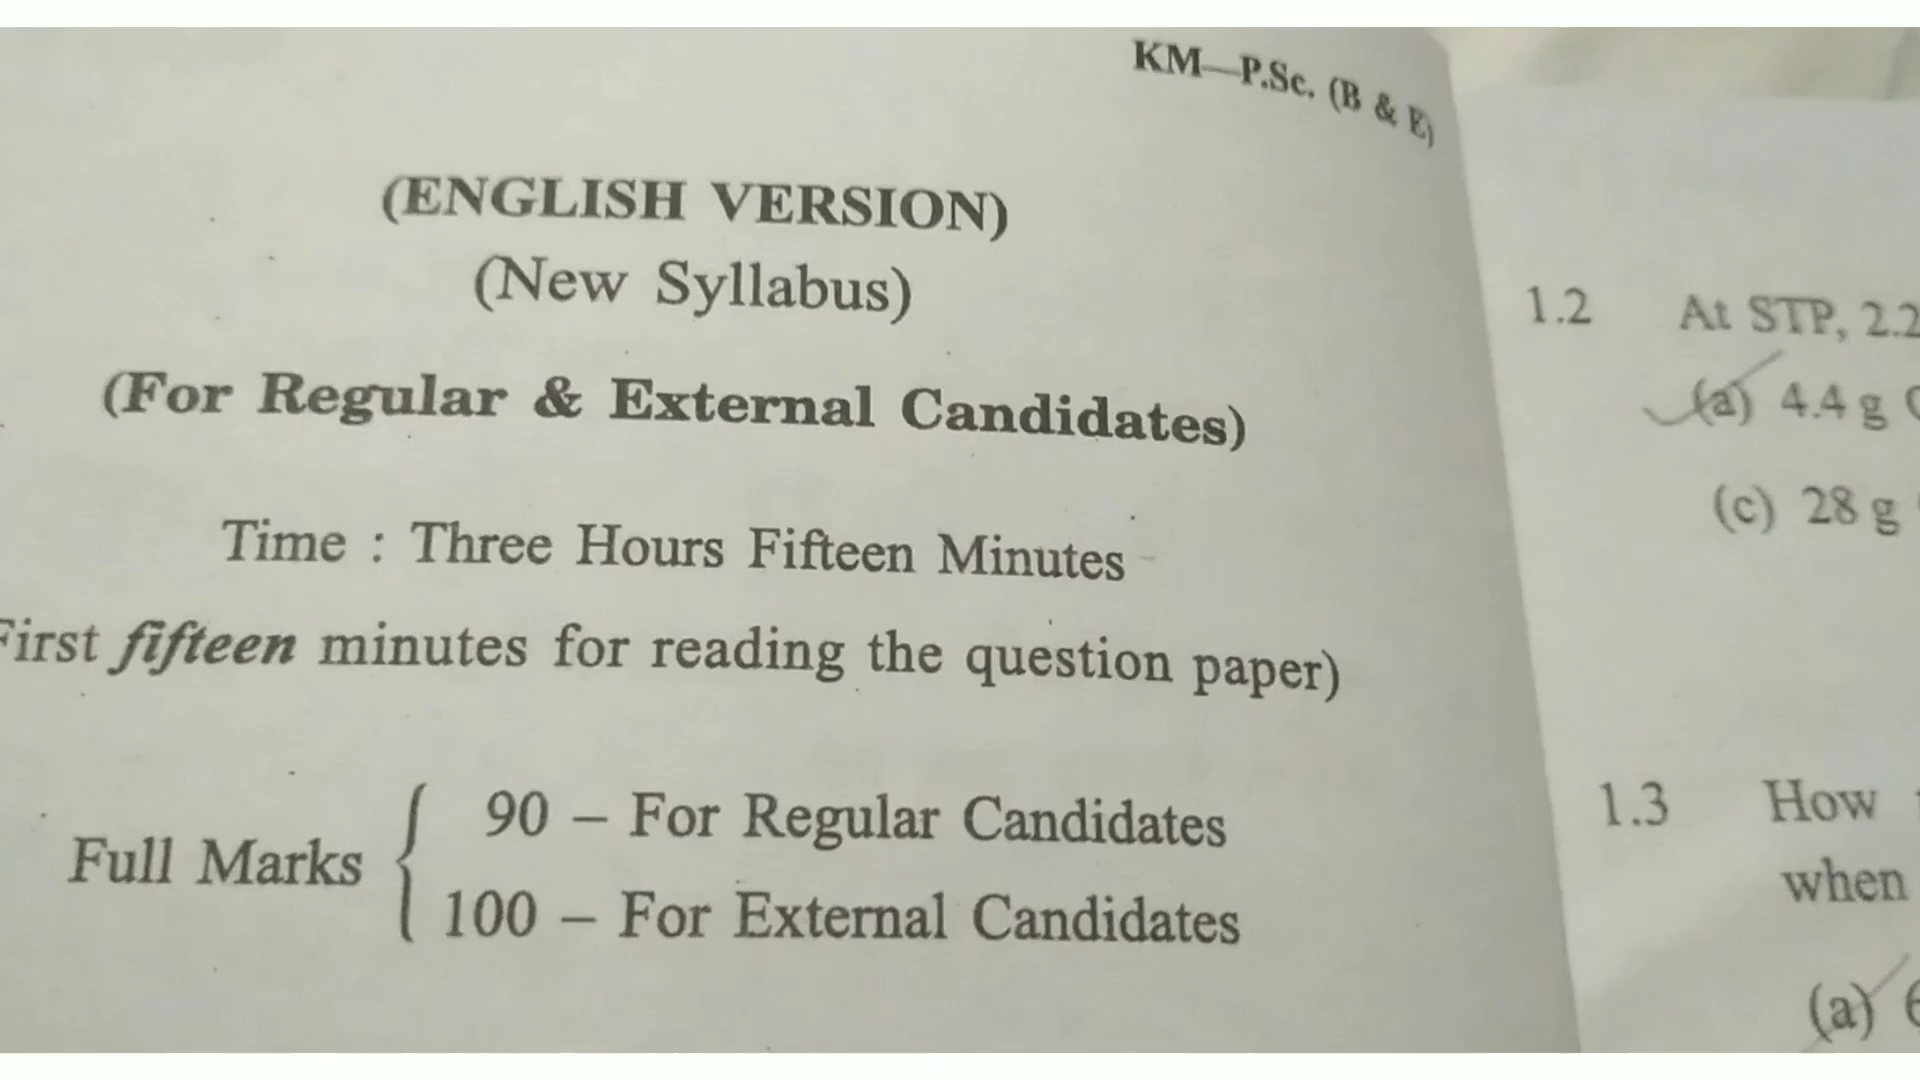 KM—P.Sc. (B & E)
(ENGLISH VERSION)
(New Syllabus)
(For Regular & External Candidates)
Time : Three Hours Fifteen Minutes
First fifteen minutes for reading the question paper)
Full Marks { 90 – For Regular Candidates
100 – For External Candidates
1.2 At STP, 2.2
(a) 4.4 g
(c) 28 g
1.3 How
when
(a)